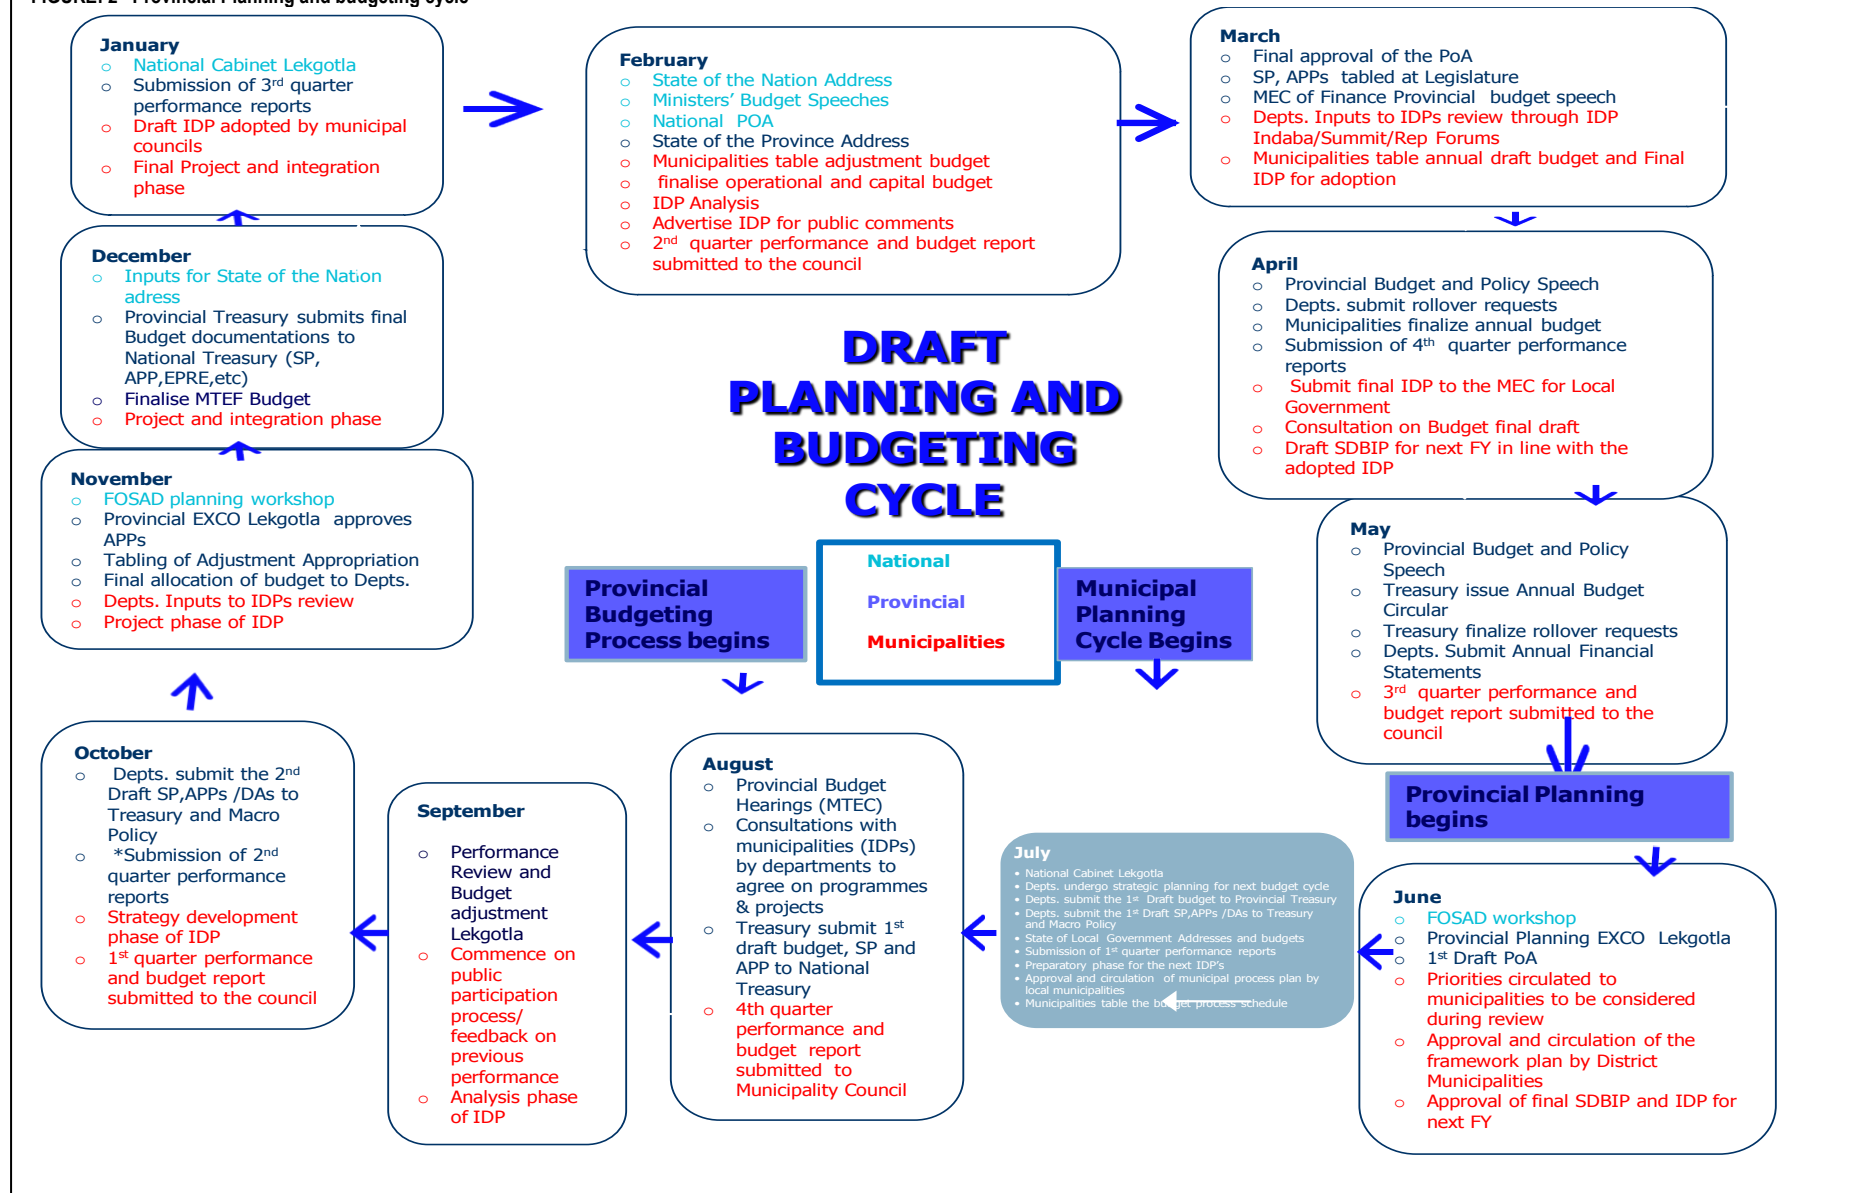 FIGURE. 2 Provincial Planning and budgeting cycle
January
o National Cabinet Lekgotla
o Submission of 3rd quarter
performance reports
o Draft IDP adopted by municipal
councils
o Final Project and integration
phase
February
o State of the Nation Address
o Ministers' Budget Speeches
o National POA
o State of the Province Address
o Municipalities table adjustment budget
o finalise operational and capital budget
o IDP Analysis
o Advertise IDP for public comments
o 2nd quarter performance and budget report
submitted to the council
March
o Final approval of the PoA
o SP, APPs tabled at Legislature
o MEC of Finance Provincial budget speech
o Depts. Inputs to IDPs review through IDP
Indaba/Summit/Rep Forums
o Municipalities table annual draft budget and Final
IDP for adoption
December
o Inputs for State of the Nation
adress
o Provincial Treasury submits final
Budget documentations to
National Treasury (SP,
APP,EPRE,etc)
o Finalise MTEF Budget
o Project and integration phase
April
o Provincial Budget and Policy Speech
o Depts. submit rollover requests
o Municipalities finalize annual budget
o Submission of 4th quarter performance
reports
o Submit final IDP to the MEC for Local
Government
o Consultation on Budget final draft
o Draft SDBIP for next FY in line with the
adopted IDP
DRAFT
PLANNING AND
BUDGETING
CYCLE
November
o FOSAD planning workshop
o Provincial EXCO Lekgotla approves
APPs
o Tabling of Adjustment Appropriation
o Final allocation of budget to Depts.
o Depts. Inputs to IDPs review
o Project phase of IDP
Provincial
Budgeting
Process begins
National
Provincial
Municipalities
Municipal
Planning
Cycle Begins
May
o Provincial Budget and Policy
Speech
o Treasury issue Annual Budget
Circular
o Treasury finalize rollover requests
o Depts. Submit Annual Financial
Statements
o 3rd quarter performance and
budget report submitted to the
council
Provincial Planning
begins
October
o Depts. submit the 2nd
Draft SP,APPs /DAs to
Treasury and Macro
Policy
o *Submission of 2nd
quarter performance
reports
o Strategy development
phase of IDP
o 1st quarter performance
and budget report
submitted to the council
September
o Performance
Review and
Budget
adjustment
Lekgotla
o Commence on
public
participation
process/
feedback on
previous
performance
o Analysis phase
of IDP
August
o Provincial Budget
Hearings (MTEC)
o Consultations with
municipalities (IDPs)
by departments to
agree on programmes
& projects
o Treasury submit 1st
draft budget, SP and
APP to National
Treasury
o 4th quarter
performance and
budget report
submitted to
Municipality Council
July
• National Cabinet Lekgotla
• Depts. undergo strategic planning for next budget cycle
• Depts. submit the 1st Draft budget to Provincial Treasury
• Depts. submit the 1st Draft SP,APPs /DAs to Treasury
and Macro Policy
• State of Local Government Addresses and budgets
• Submission of 1st quarter performance reports
• Preparatory phase for the next IDP's
• Approval and circulation of municipal process plan by
local municipalities
• Municipalities table the budget process schedule
June
o FOSAD workshop
o Provincial Planning EXCO Lekgotla
o 1st Draft PoA
o Priorities circulated to
municipalities to be considered
during review
o Approval and circulation of the
framework plan by District
Municipalities
o Approval of final SDBIP and IDP for
next FY